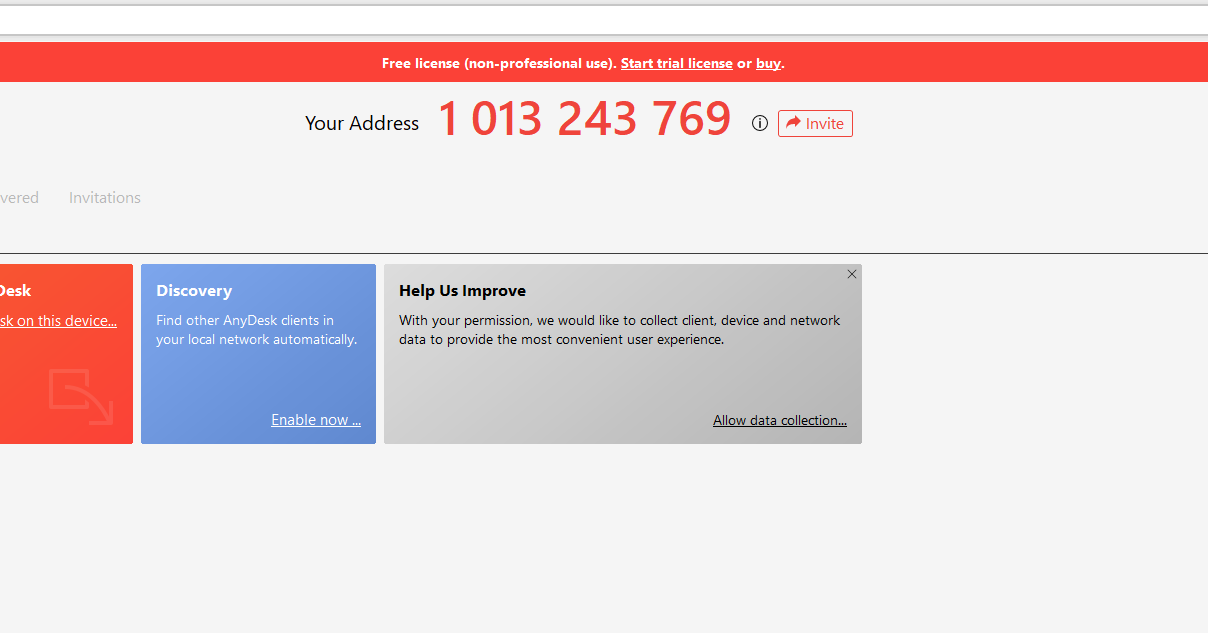 Free license (non-professional use). Start trial license or buy.
Your Address 1 013 243 769 Invite
vered Invitations
Desk
sk on this device...
Discovery
Find other AnyDesk clients in
your local network automatically.
Enable now ...
Help Us Improve
With your permission, we would like to collect client, device and network
data to provide the most convenient user experience.
Allow data collection...